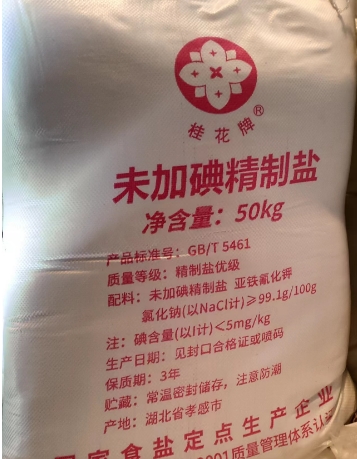 ®
桂花牌
未加碘精制盐
净含量：50kg
产品标准号：GB/T 5461
质量等级：精制盐优级
配料：未加碘精制盐 亚铁氰化钾
氯化钠(以NaCl计)≥99.1g/100g
注：碘含量(以I计)＜5mg/kg
生产日期：见封口合格证或喷码
保质期：3年
贮藏：常温密封储存，注意防潮
产地：湖北省孝感市
家食盐定点生产企业
9001质量管理体系认